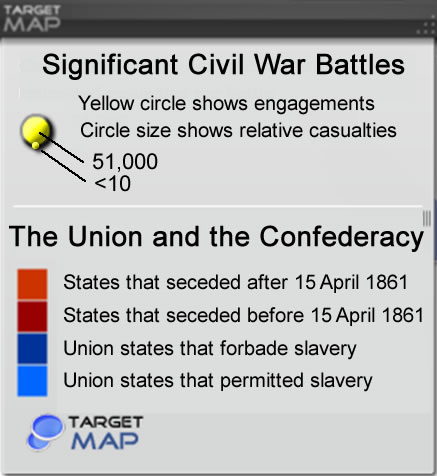 TARGET
MAP
Significant Civil War Battles
Yellow circle shows engagements
Circle size shows relative casualties
51,000
<10
The Union and the Confederacy
States that seceded after 15 April 1861
States that seceded before 15 April 1861
Union states that forbade slavery
Union states that permitted slavery
TARGET
MAP